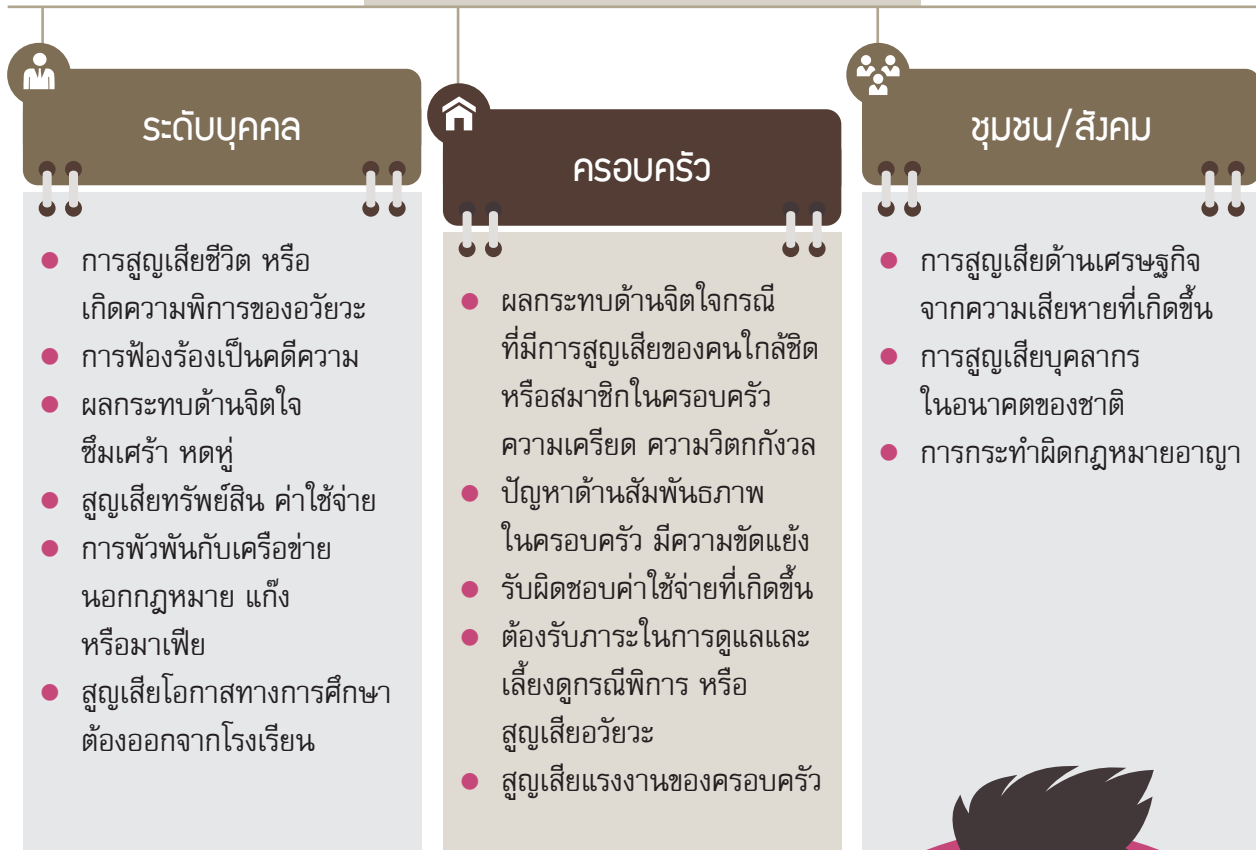 ระดับบุคคล
การสูญเสียชีวิต หรือ
เกิดความพิการของอวัยวะ
การฟ้องร้องเป็นคดีความ
ผลกระทบด้านจิตใจ
ซึมเศร้า หดหู่
สูญเสียทรัพย์สิน ค่าใช้จ่าย
การพัวพันกับเครือข่าย
นอกกฎหมาย แก๊ง
หรือมาเฟีย
สูญเสียโอกาสทางการศึกษา
ต้องออกจากโรงเรียน
ครอบครัว
ผลกระทบด้านจิตใจกรณี
ที่มีการสูญเสียของคนใกล้ชิด
หรือสมาชิกในครอบครัว
ความเครียด ความวิตกกังวล
ปัญหาด้านสัมพันธภาพ
ในครอบครัว มีความขัดแย้ง
รับผิดชอบค่าใช้จ่ายที่เกิดขึ้น
ต้องรับภาระในการดูแลและ
เลี้ยงดูกรณีพิการ หรือ
สูญเสียอวัยวะ
สูญเสียแรงงานของครอบครัว
ชุมชน/สังคม
การสูญเสียด้านเศรษฐกิจ
จากความเสียหายที่เกิดขึ้น
การสูญเสียบุคลากร
ในอนาคตของชาติ
การกระทำผิดกฎหมายอาญา